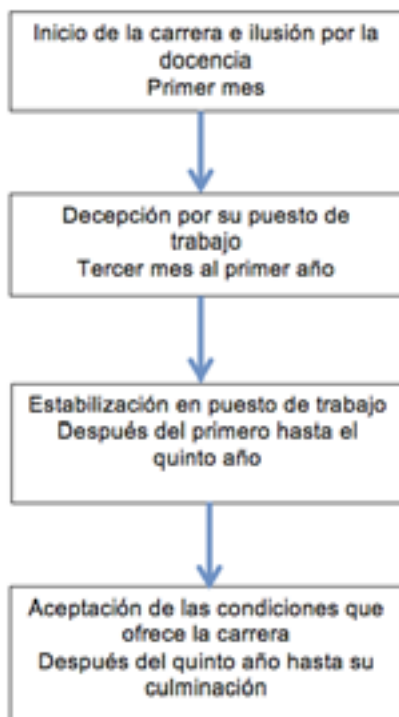 Inicio de la carrera e ilusión por la
docencia
Primer mes
Decepción por su puesto de
trabajo
Tercer mes al primer año
Estabilización en puesto de trabajo
Después del primero hasta el
quinto año
Aceptación de las condiciones que
ofrece la carrera
Después del quinto año hasta su
culminación